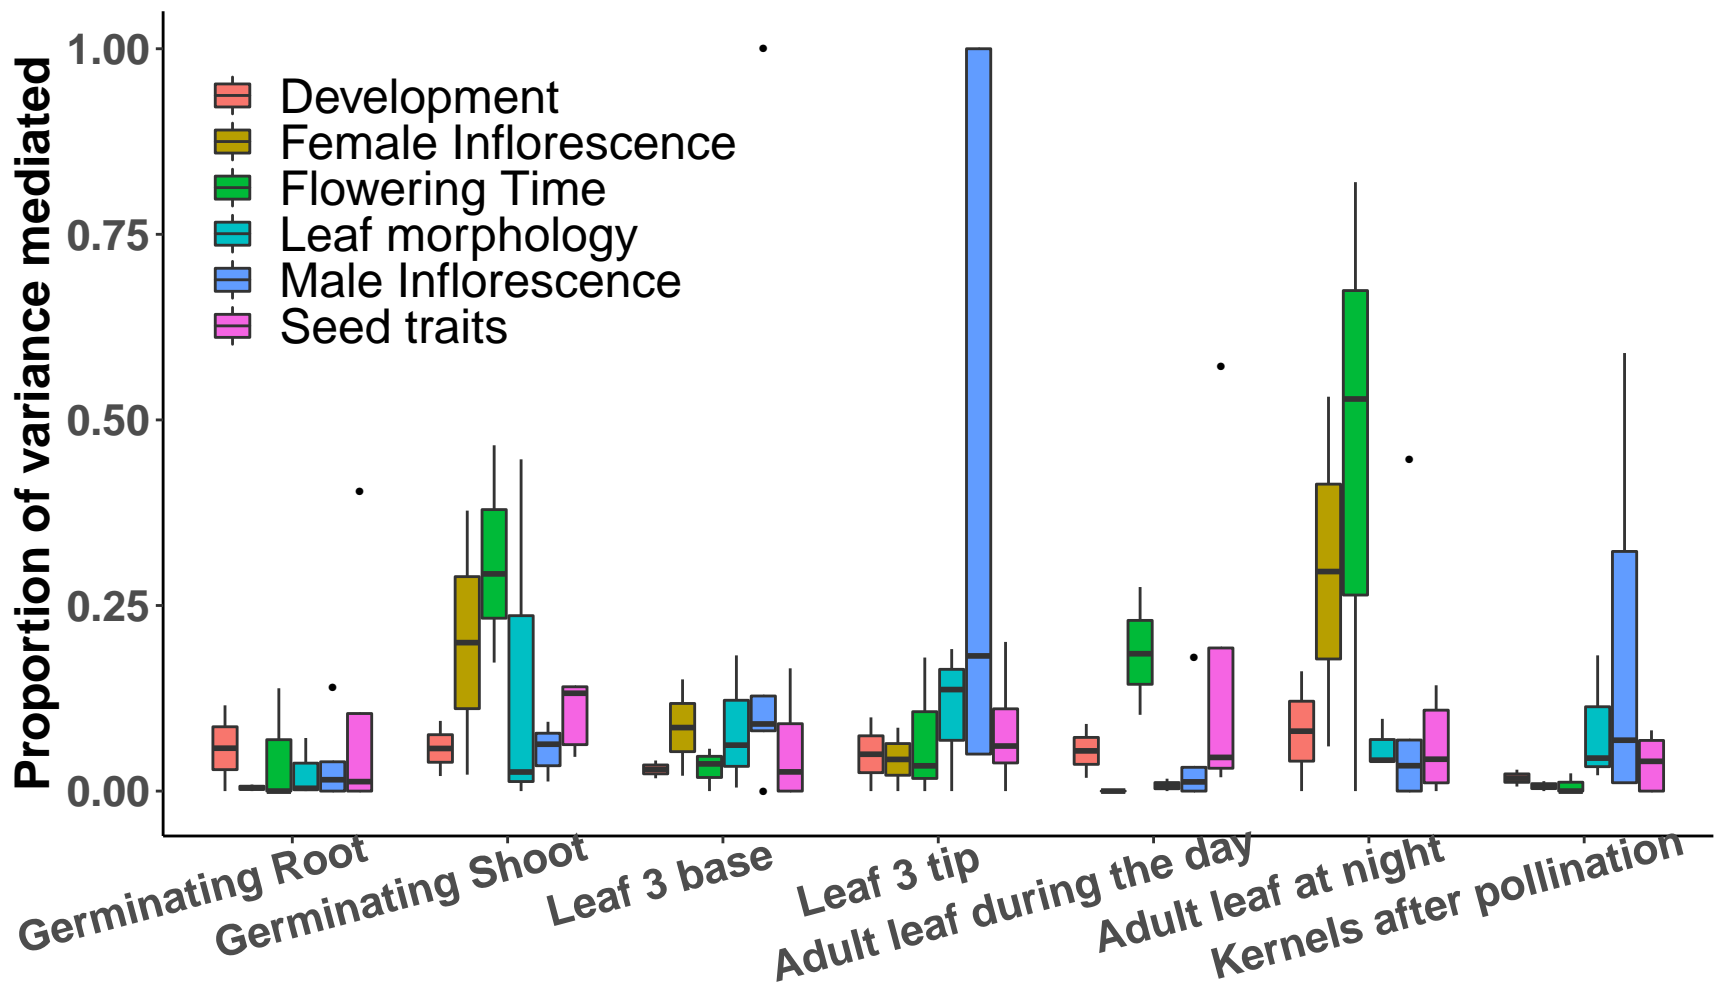 Proportion of variance mediated
1.00
0.75
0.50
0.25
0.00
Development
Female Inflorescence
Flowering Time
Leaf morphology
Male Inflorescence
Seed traits
Germinating Root
Germinating Shoot
Leaf 3 base
Leaf 3 tip
Adult leaf during the day
Adult leaf at night
Kernels after pollination